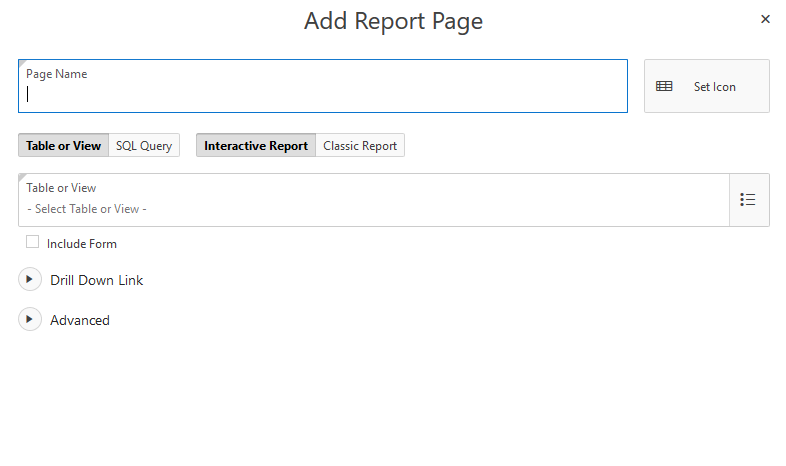 Add Report Page
Page Name
Set Icon
Table or View SQL Query Interactive Report Classic Report
Table or View
- Select Table or View -
Include Form
Drill Down Link
Advanced